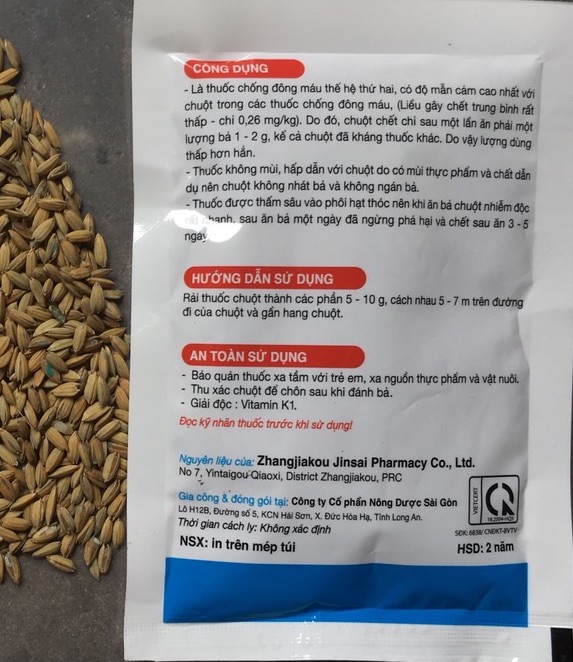 CÔNG DỤNG
- Là thuốc chống đông máu thế hệ thứ hai, có độ mẫn cảm cao nhất với
chuột trong các thuốc chống đông máu, (Liều gây chết trung bình rất
thấp - chỉ 0,26 mg/kg). Do đó, chuột chết chỉ sau một lần ăn phải một
lượng bả 1 - 2 g, kể cả chuột đã kháng thuốc khác. Do vậy lượng dùng
thấp hơn hẳn.
- Thuốc không mùi, hấp dẫn với chuột do có mùi thực phẩm và chất dẫn
dụ nên chuột không nhát bả và không ngán bả.
- Thuốc được thấm sâu vào phôi hạt thóc nên khi ăn bả chuột nhiễm độc
rất nhanh, sau ăn bả một ngày đã ngừng phá hại và chết sau ăn 3 - 5
ngày
HƯỚNG DẪN SỬ DỤNG
Rải thuốc chuột thành các phần 5 - 10 g, cách nhau 5 - 7 m trên đường
đi của chuột và gần hang chuột.
AN TOÀN SỬ DỤNG
- Bảo quản thuốc xa tầm với trẻ em, xa nguồn thực phẩm và vật nuôi.
- Thu xác chuột để chôn sau khi đánh bả.
- Giải độc : Vitamin K1.
Đọc kỹ nhãn thuốc trước khi sử dụng!
Nguyên liệu của: Zhangjiakou Jinsai Pharmacy Co., Ltd.
No 7, Yintaigou Qiaoxi, District Zhangjiakou, PRC
Gia công & đóng gói tại: Công ty Cổ phần Nông Dược Sài Gòn
Lô H12B, Đường số 5, KCN Hải Sơn, X. Đức Hòa Hạ, Tỉnh Long An.
Thời gian cách ly: Không xác định
NSX: in trên mép túi
VIETCERT
SĐK: 6838/ CNĐKT-BVTV
HSD: 2 năm